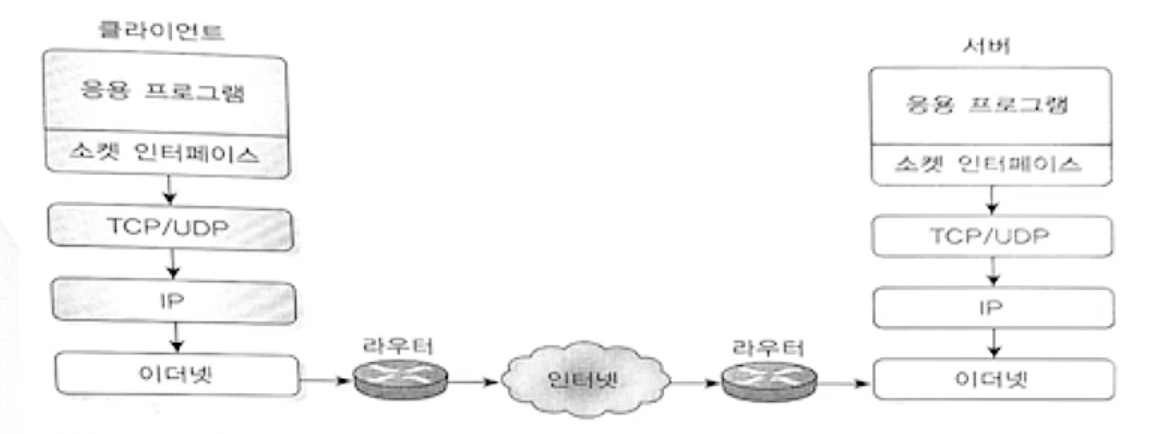 클라이언트
응용 프로그램
소켓 인터페이스
TCP/UDP
IP
이더넷
라우터
인터넷
라우터
서버
응용 프로그램
소켓 인터페이스
TCP/UDP
IP
이더넷